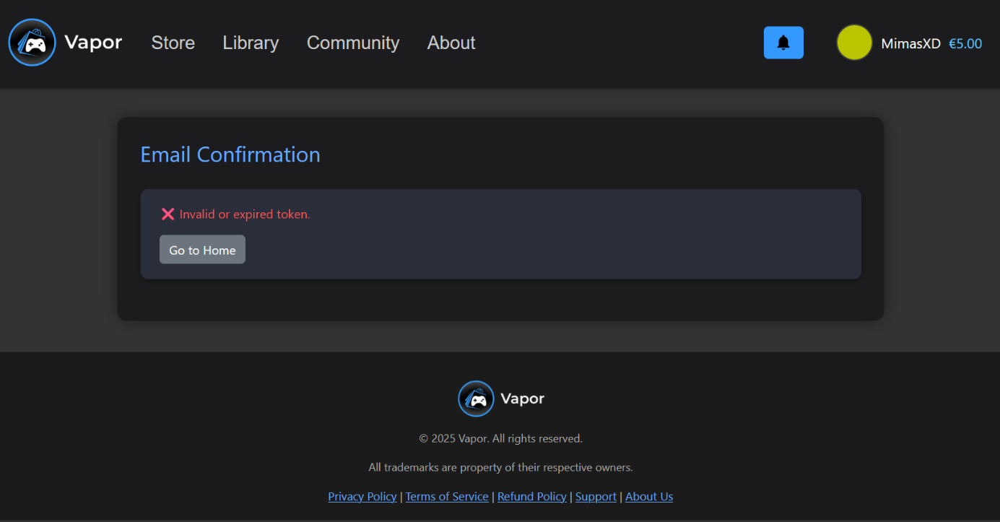 Vapor Store Library Community About MimasXD €5.00
Email Confirmation
❌ Invalid or expired token.
Go to Home
Vapor
© 2025 Vapor. All rights reserved.
All trademarks are property of their respective owners.
Privacy Policy | Terms of Service | Refund Policy | Support | About Us